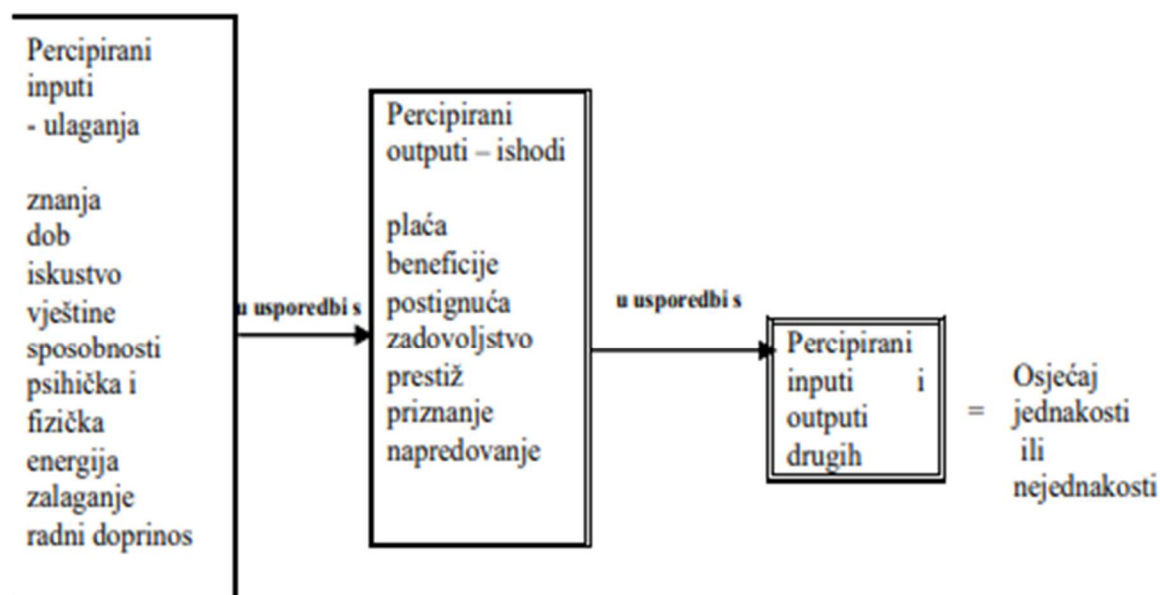 Percipirani
inputi
- ulaganja
znanja
dob
iskustvo
vještine
sposobnosti
psihička i
fizička
energija
zalaganje
radni doprinos
u usporedbi s
Percipirani
outputi – ishodi
plaća
beneficije
postignuća
zadovoljstvo
prestiž
priznanje
napredovanje
u usporedbi s
Percipirani
inputi i
outputi
drugih
=
Osjećaj
jednakosti
ili
nejednakosti